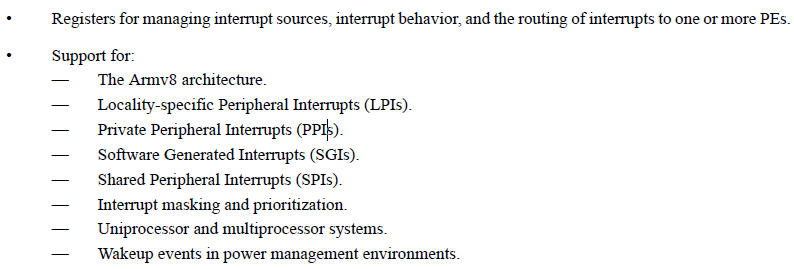 • Registers for managing interrupt sources, interrupt behavior, and the routing of interrupts to one or more PEs.
• Support for:
— The Armv8 architecture.
— Locality-specific Peripheral Interrupts (LPIs).
— Private Peripheral Interrupts (PPIs).
— Software Generated Interrupts (SGIs).
— Shared Peripheral Interrupts (SPIs).
— Interrupt masking and prioritization.
— Uniprocessor and multiprocessor systems.
— Wakeup events in power management environments.